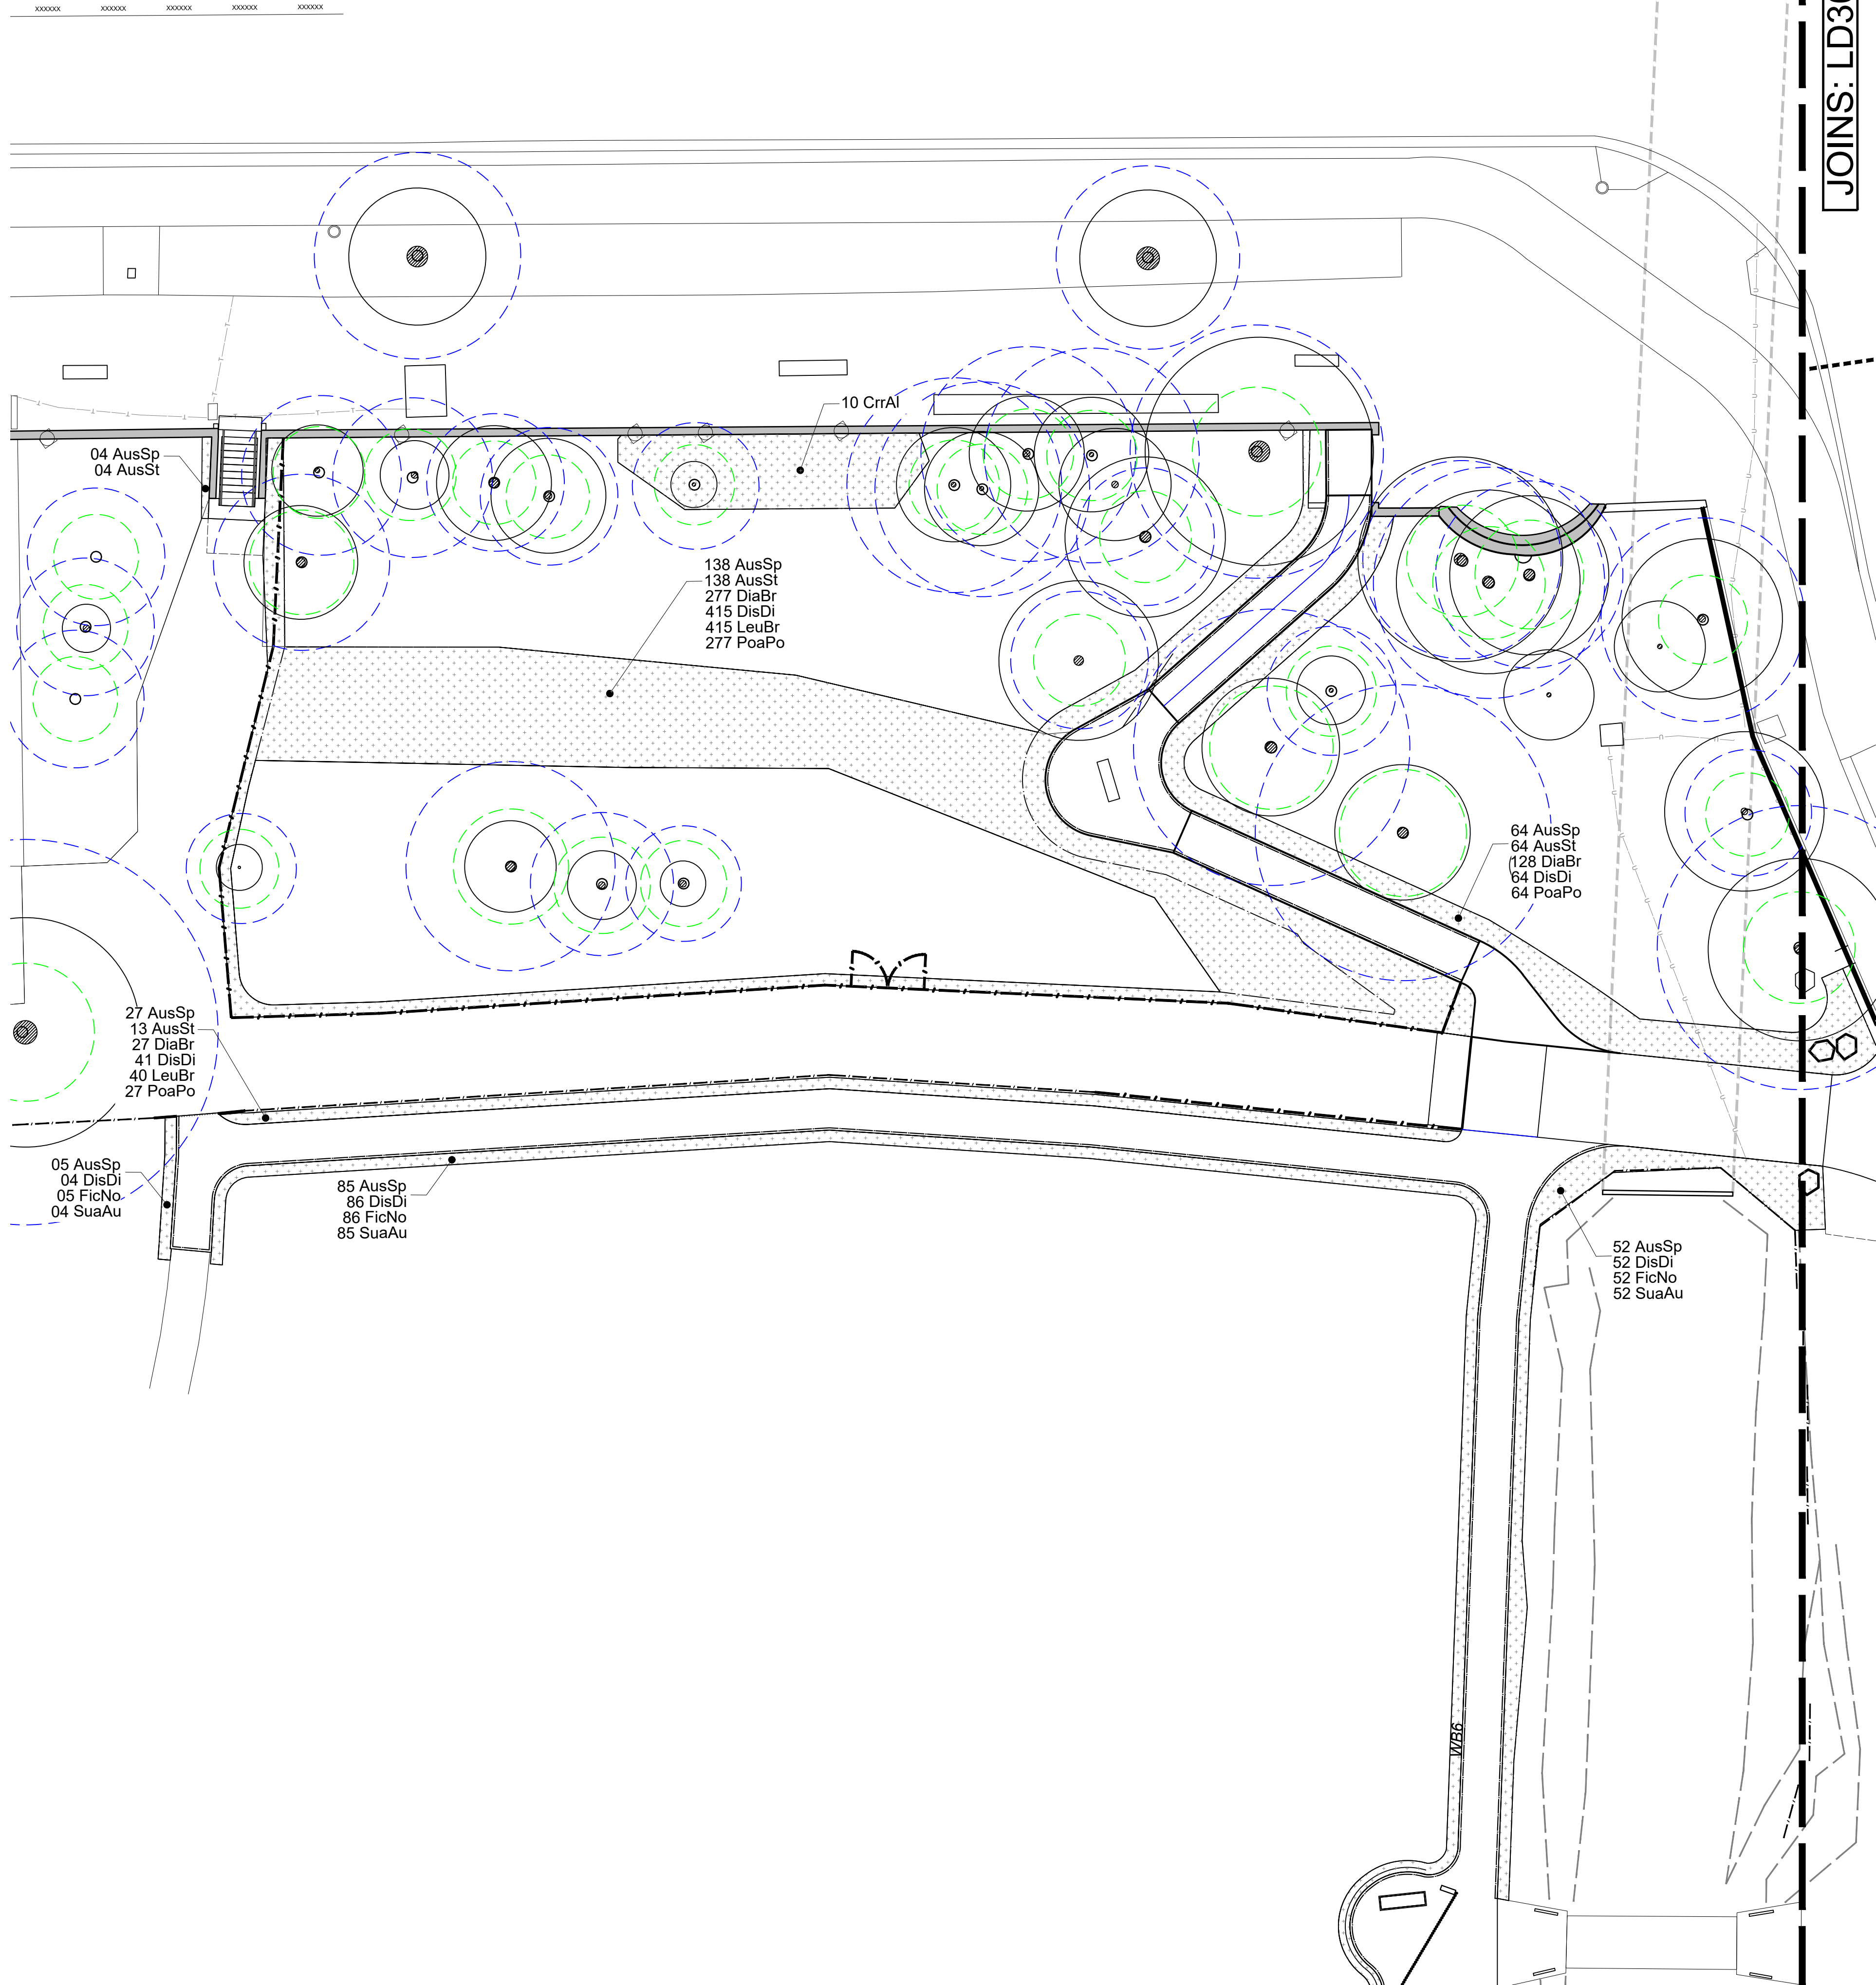 xxxxxx xxxxxx xxxxxx xxxxxx xxxxxx
JOINS: LD30
10 CrrAl
04 AusSp
04 AusSt
138 AusSp
138 AusSt
277 DiaBr
415 DisDi
415 LeuBr
277 PoaPo
64 AusSp
64 AusSt
128 DiaBr
64 DisDi
64 PoaPo
27 AusSp
13 AusSt
27 DiaBr
41 DisDi
40 LeuBr
27 PoaPo
05 AusSp
04 DisDi
05 FicNo
04 SuaAu
85 AusSp
86 DisDi
86 FicNo
85 SuaAu
52 AusSp
52 DisDi
52 FicNo
52 SuaAu
WB6